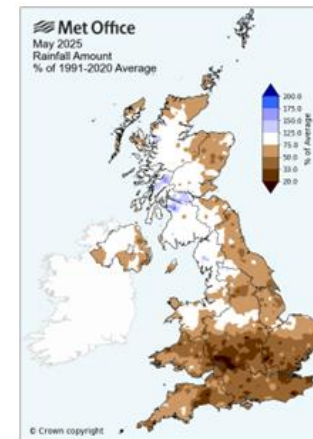 Met Office
May 2025
Rainfall Amount
% of 1991-2020 Average
200.0
175.0
150.0
125.0
75.0
50.0
33.0
20.0
% of Average
© Crown copyright